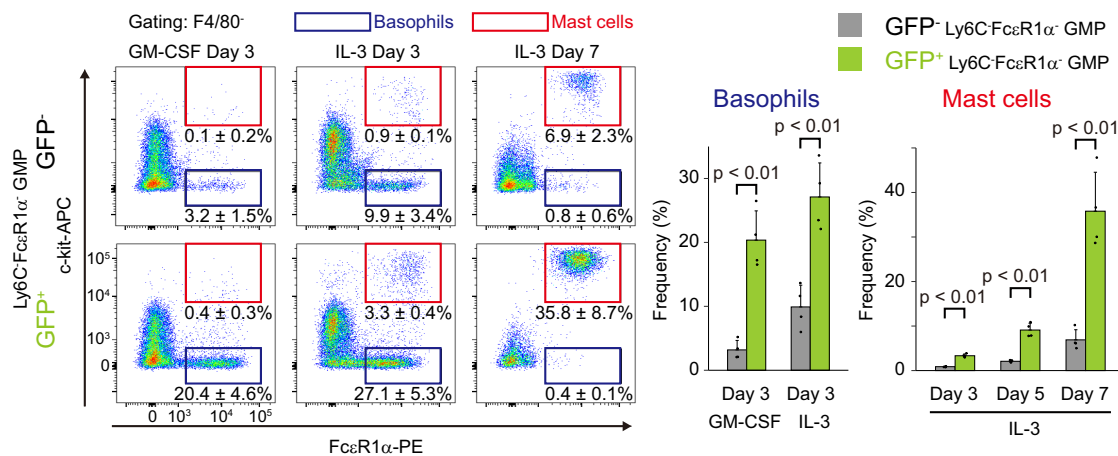 Gating: F4/80⁻
Basophils
Mast cells
GM-CSF Day 3
IL-3 Day 3
IL-3 Day 7
Ly6C⁻FcεR1α⁻ GMP
GFP⁻
GFP⁺
c-kit-APC
0.1 ± 0.2%
0.9 ± 0.1%
6.9 ± 2.3%
3.2 ± 1.5%
9.9 ± 3.4%
0.8 ± 0.6%
10⁵
10⁴
10³
0
0.4 ± 0.3%
3.3 ± 0.4%
35.8 ± 8.7%
20.4 ± 4.6%
27.1 ± 5.3%
0.4 ± 0.1%
0 10³ 10⁴ 10⁵
FcεR1α-PE
GFP⁻ Ly6C⁻FcεR1α⁻ GMP
GFP⁺ Ly6C⁻FcεR1α⁻ GMP
Basophils
Frequency (%)
30
20
10
0
p < 0.01
p < 0.01
Day 3 Day 3
GM-CSF IL-3
Mast cells
Frequency (%)
40
20
0
p < 0.01
p < 0.01
p < 0.01
Day 3 Day 5 Day 7
IL-3